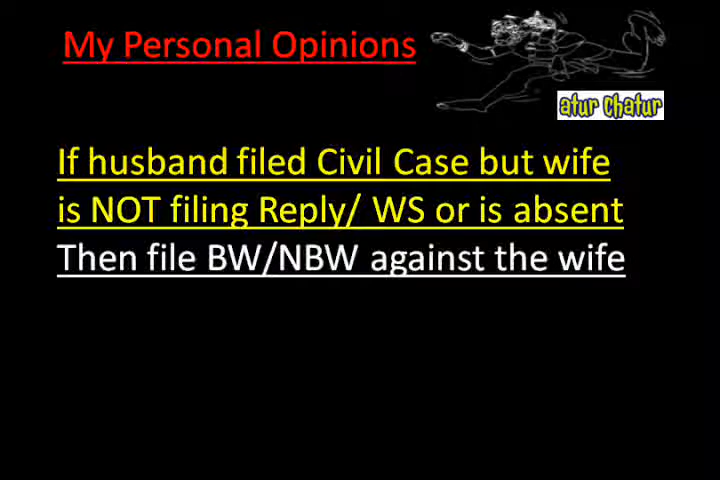 My Personal Opinions
atur chatur
If husband filed Civil Case but wife
is NOT filing Reply/ WS or is absent
Then file BW/NBW against the wife